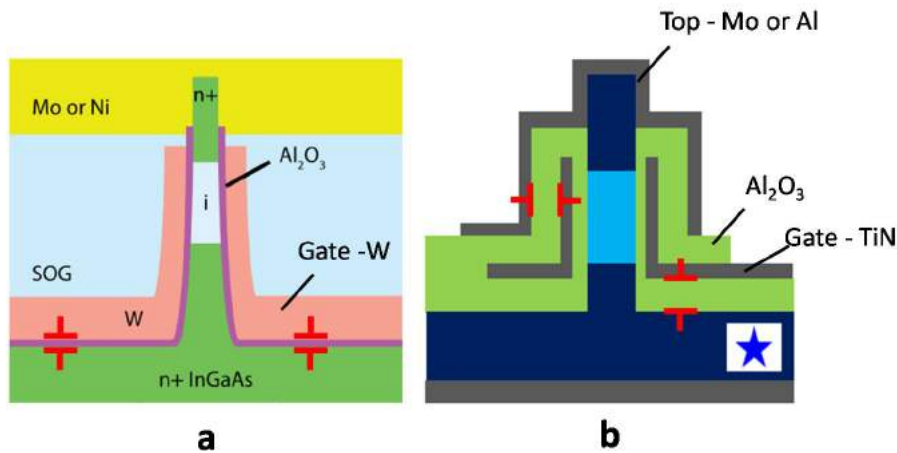 Mo or Ni
n+
Al₂O₃
i
SOG
Gate -W
W
n+ InGaAs
a
Top - Mo or Al
Al₂O₃
Gate - TiN
b